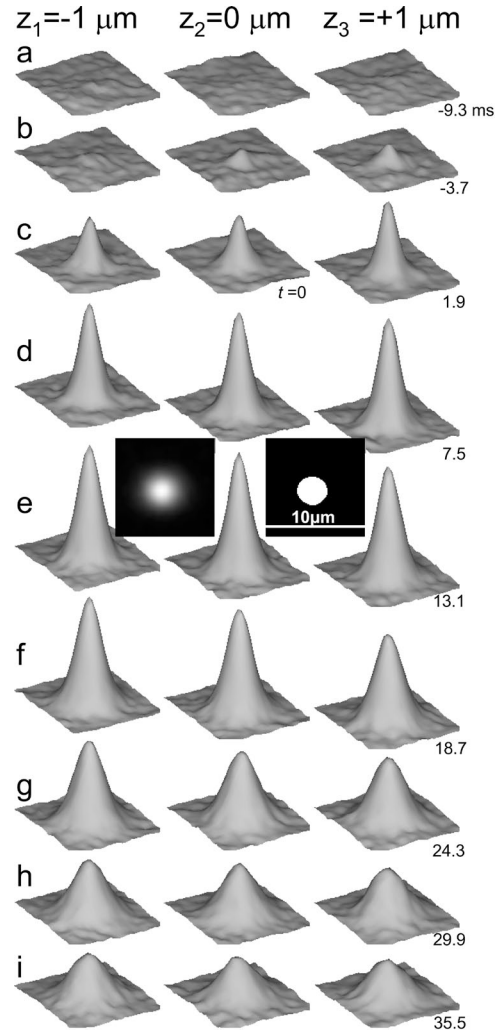 z1=-1 μm z2=0 μm z3 =+1 μm
a
-9.3 ms
b
-3.7
c
t =0
1.9
d
7.5
e
10μm
13.1
f
18.7
g
24.3
h
29.9
i
35.5